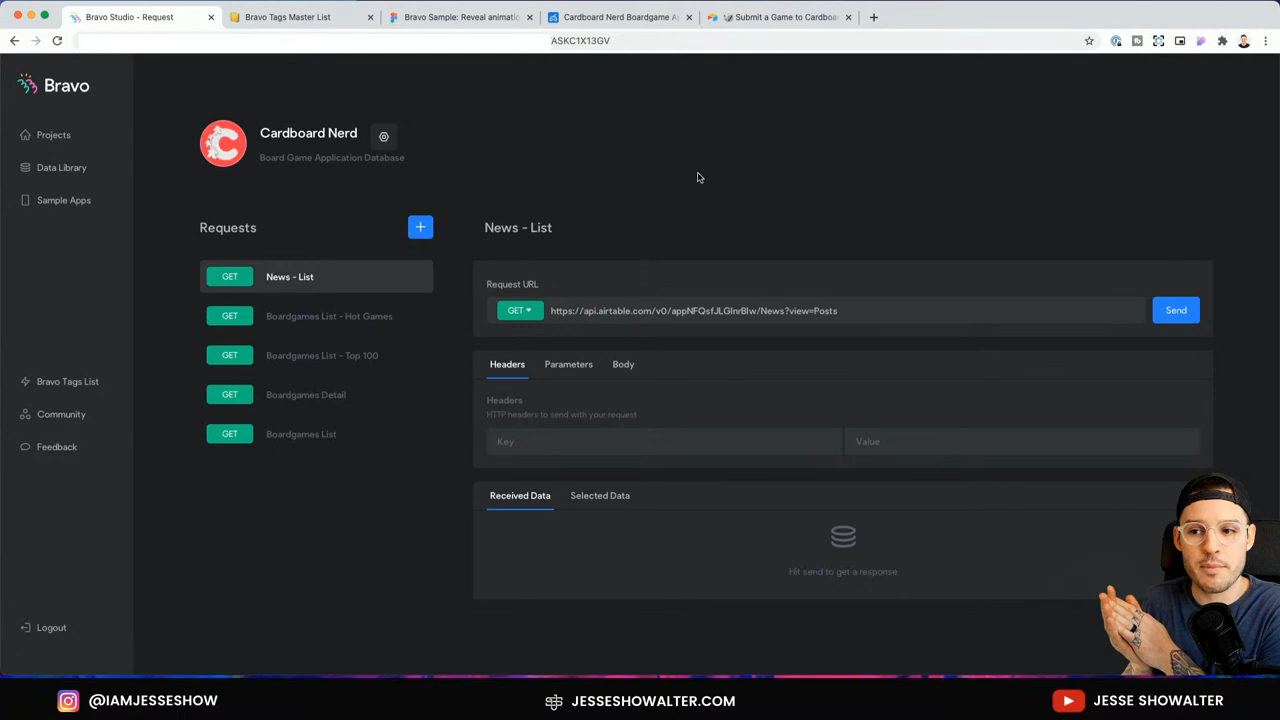 Bravo Studio - Request
Bravo Tags Master List
Bravo Sample: Reveal animatio
Cardboard Nerd Boardgame A
Submit a Game to Cardboa
ASKC1X13GV
Bravo
Projects
Data Library
Sample Apps
Bravo Tags List
Community
Feedback
Logout
Cardboard Nerd
Board Game Application Database
Requests
+
GET News - List
GET Boardgames List - Hot Games
GET Boardgames List - Top 100
GET Boardgames Detail
GET Boardgames List
News - List
Request URL
GET https://api.airtable.com/v0/appNFQsfJLGlnrBIw/News?view=Posts Send
Headers Parameters Body
Headers
HTTP headers to send with your request
Key Value
Received Data Selected Data
Hit send to get a response
@IAMJESSESHOW
JESSESHOWALTER.COM
JESSE SHOWALTER